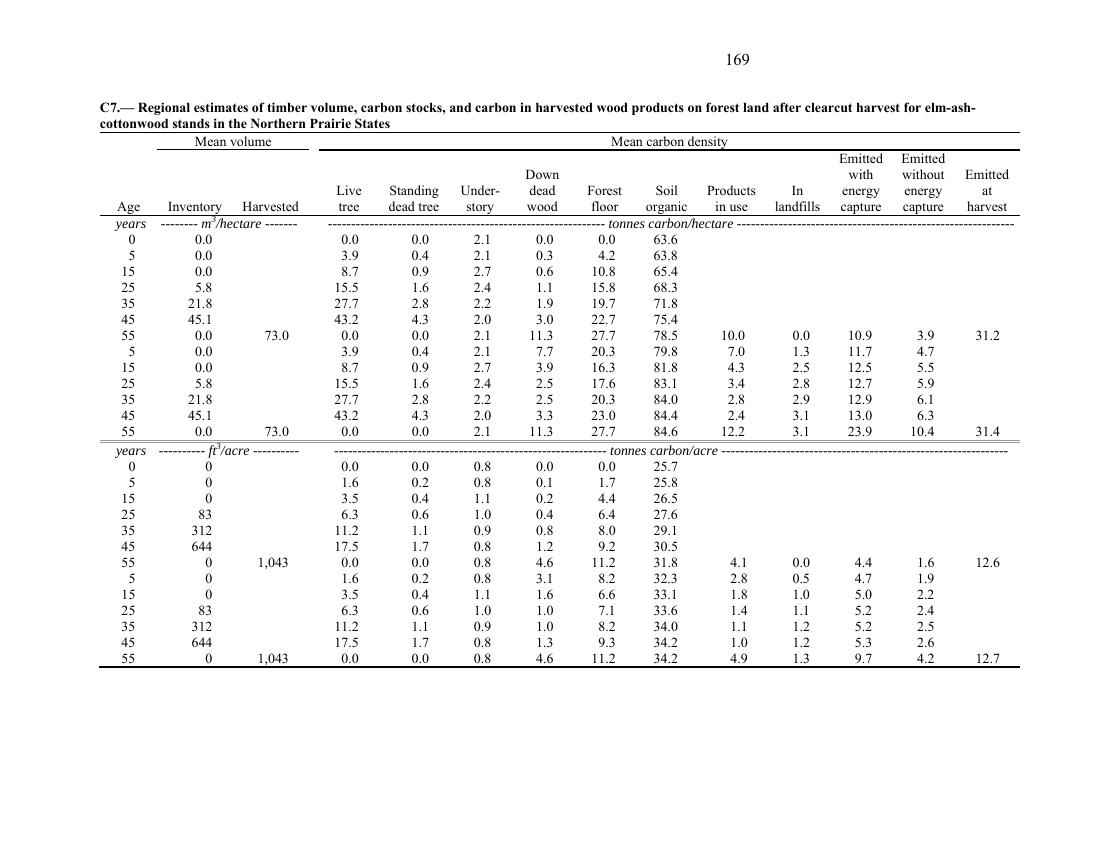 169
C7.— Regional estimates of timber volume, carbon stocks, and carbon in harvested wood products on forest land after clearcut harvest for elm-ash-
cottonwood stands in the Northern Prairie States
Mean volume Mean carbon density
Age Inventory Harvested Live tree Standing dead tree Under-story Down dead wood Forest floor Soil organic Products in use In landfills Emitted with energy capture Emitted without energy capture Emitted at harvest
years -------- m³/hectare ------- ---------- tonnes carbon/hectare ----------
0 0.0 0.0 0.0 2.1 0.0 0.0 63.6
5 0.0 3.9 0.4 2.1 0.3 4.2 63.8
15 0.0 8.7 0.9 2.7 0.6 10.8 65.4
25 5.8 15.5 1.6 2.4 1.1 15.8 68.3
35 21.8 27.7 2.8 2.2 1.9 19.7 71.8
45 45.1 43.2 4.3 2.0 3.0 22.7 75.4
55 0.0 73.0 0.0 0.0 2.1 11.3 27.7 78.5 10.0 0.0 10.9 3.9 31.2
5 0.0 3.9 0.4 2.1 7.7 20.3 79.8 7.0 1.3 11.7 4.7
15 0.0 8.7 0.9 2.7 3.9 16.3 81.8 4.3 2.5 12.5 5.5
25 5.8 15.5 1.6 2.4 2.5 17.6 83.1 3.4 2.8 12.7 5.9
35 21.8 27.7 2.8 2.2 2.5 20.3 84.0 2.8 2.9 12.9 6.1
45 45.1 43.2 4.3 2.0 3.3 23.0 84.4 2.4 3.1 13.0 6.3
55 0.0 73.0 0.0 0.0 2.1 11.3 27.7 84.6 12.2 3.1 23.9 10.4 31.4
years ---------- ft³/acre ---------- ---------- tonnes carbon/acre ----------
0 0 0.0 0.0 0.8 0.0 0.0 25.7
5 0 1.6 0.2 0.8 0.1 1.7 25.8
15 0 3.5 0.4 1.1 0.2 4.4 26.5
25 83 6.3 0.6 1.0 0.4 6.4 27.6
35 312 11.2 1.1 0.9 0.8 8.0 29.1
45 644 17.5 1.7 0.8 1.2 9.2 30.5
55 0 1,043 0.0 0.0 0.8 4.6 11.2 31.8 4.1 0.0 4.4 1.6 12.6
5 0 1.6 0.2 0.8 3.1 8.2 32.3 2.8 0.5 4.7 1.9
15 0 3.5 0.4 1.1 1.6 6.6 33.1 1.8 1.0 5.0 2.2
25 83 6.3 0.6 1.0 1.0 7.1 33.6 1.4 1.1 5.2 2.4
35 312 11.2 1.1 0.9 1.0 8.2 34.0 1.1 1.2 5.2 2.5
45 644 17.5 1.7 0.8 1.3 9.3 34.2 1.0 1.2 5.3 2.6
55 0 1,043 0.0 0.0 0.8 4.6 11.2 34.2 4.9 1.3 9.7 4.2 12.7